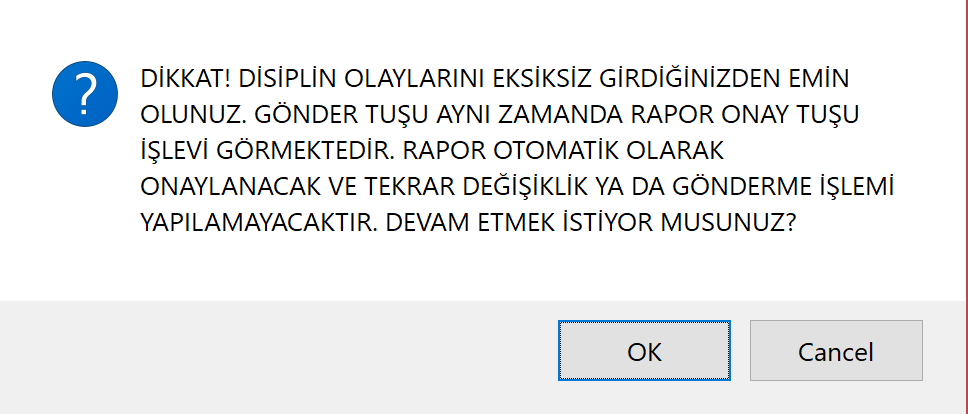 DİKKAT! DİSİPLİN OLAYLARINI EKSİKSİZ GİRDİĞİNİZDEN EMİN
OLUNUZ. GÖNDER TUŞU AYNI ZAMANDA RAPOR ONAY TUŞU
İŞLEVİ GÖRMEKTEDİR. RAPOR OTOMATİK OLARAK
ONAYLANACAK VE TEKRAR DEĞİŞİKLİK YA DA GÖNDERME İŞLEMİ
YAPILAMAYACAKTIR. DEVAM ETMEK İSTİYOR MUSUNUZ?
OK Cancel